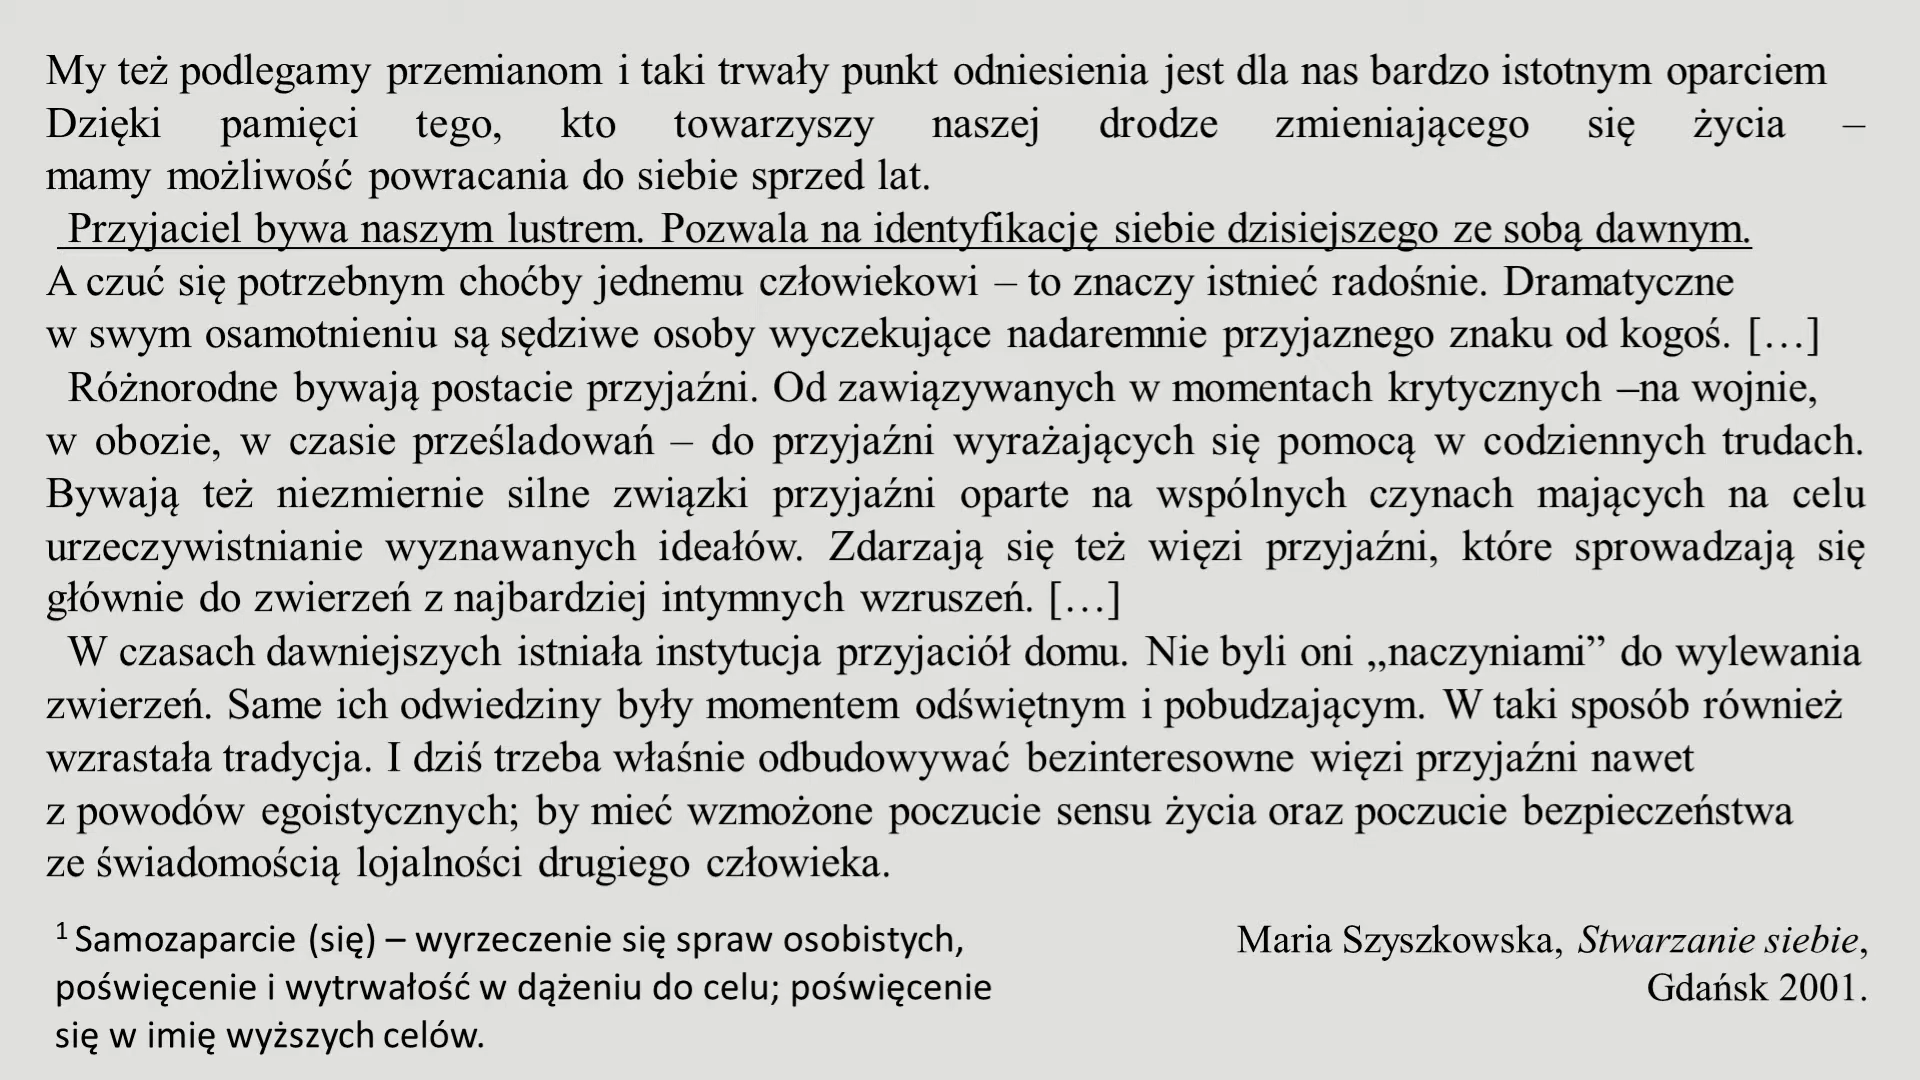 My też podlegamy przemianom i taki trwały punkt odniesienia jest dla nas bardzo istotnym oparciem
Dzięki pamięci tego, kto towarzyszy naszej drodze zmieniającego się życia –
mamy możliwość powracania do siebie sprzed lat.
Przyjaciel bywa naszym lustrem. Pozwala na identyfikację siebie dzisiejszego ze sobą dawnym.
A czuć się potrzebnym choćby jednemu człowiekowi – to znaczy istnieć radośnie. Dramatyczne
w swym osamotnieniu są sędziwe osoby wyczekujące nadaremnie przyjaznego znaku od kogoś. […]
Różnorodne bywają postacie przyjaźni. Od zawiązywanych w momentach krytycznych –na wojnie,
w obozie, w czasie prześladowań – do przyjaźni wyrażających się pomocą w codziennych trudach.
Bywają też niezmiernie silne związki przyjaźni oparte na wspólnych czynach mających na celu
urzeczywistnianie wyznawanych ideałów. Zdarzają się też więzi przyjaźni, które sprowadzają się
głównie do zwierzeń z najbardziej intymnych wzruszeń. […]
W czasach dawniejszych istniała instytucja przyjaciół domu. Nie byli oni „naczyniami” do wylewania
zwierzeń. Same ich odwiedziny były momentem odświętnym i pobudzającym. W taki sposób również
wzrastała tradycja. I dziś trzeba właśnie odbudowywać bezinteresowne więzi przyjaźni nawet
z powodów egoistycznych; by mieć wzmożone poczucie sensu życia oraz poczucie bezpieczeństwa
ze świadomością lojalności drugiego człowieka.
1 Samozaparcie (się) – wyrzeczenie się spraw osobistych,
poświęcenie i wytrwałość w dążeniu do celu; poświęcenie
się w imię wyższych celów.
Maria Szyszkowska, Stwarzanie siebie,
Gdańsk 2001.